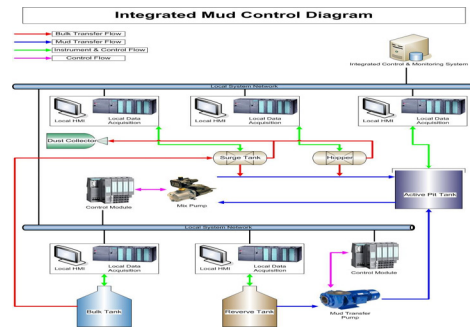 Integrated Mud Control Diagram
Bulk Transfer Flow
Mud Transfer Flow
Instrument & Control Flow
Control Flow
Integrated Control & Monitoring System
Local System Network
Local HMI
Local Data
Acquisition
Local HMI
Local Data
Acquisition
Local HMI
Local Data
Acquisition
Dust Collector
Surge Tank
Hopper
Control Module
Mix Pump
Active Pit Tank
Local System Network
Local HMI
Local Data
Acquisition
Local HMI
Local Data
Acquisition
Control Module
Bulk Tank
Reverve Tank
Mud Transfer
Pump